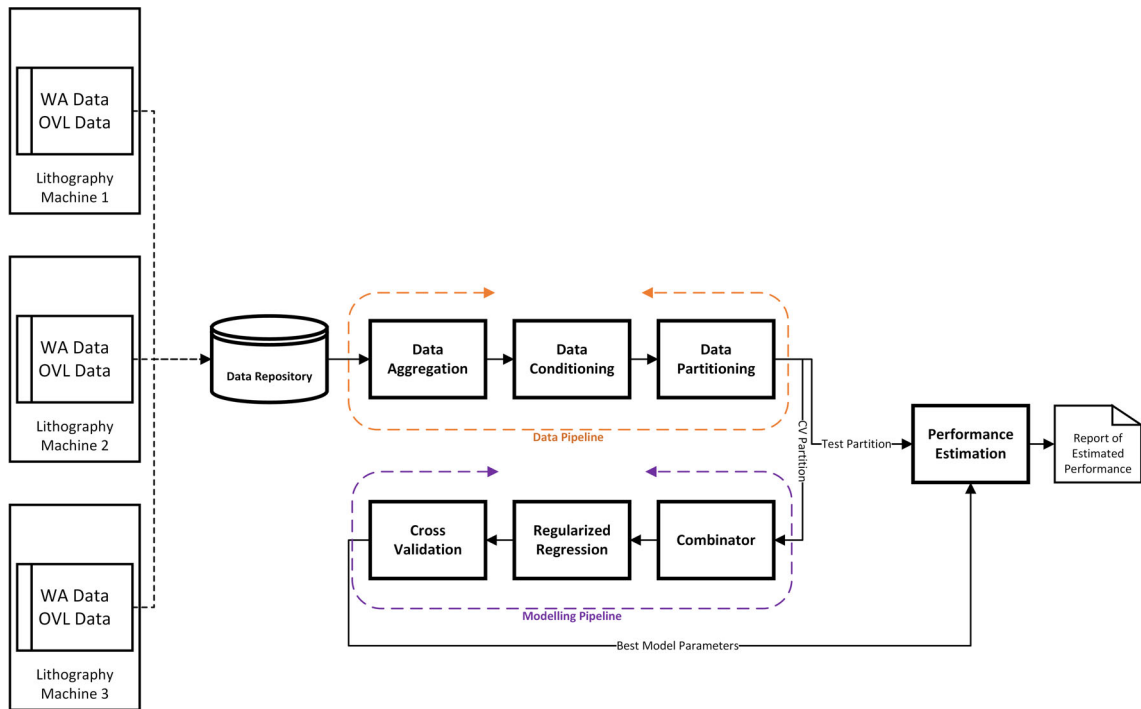 WA Data
OVL Data
Lithography
Machine 1
WA Data
OVL Data
Lithography
Machine 2
WA Data
OVL Data
Lithography
Machine 3
Data Repository
Data
Aggregation
Data
Conditioning
Data
Partitioning
Data Pipeline
CV Partition
Test Partition
Performance
Estimation
Report of
Estimated
Performance
Cross
Validation
Regularized
Regression
Combinator
Modelling Pipeline
Best Model Parameters